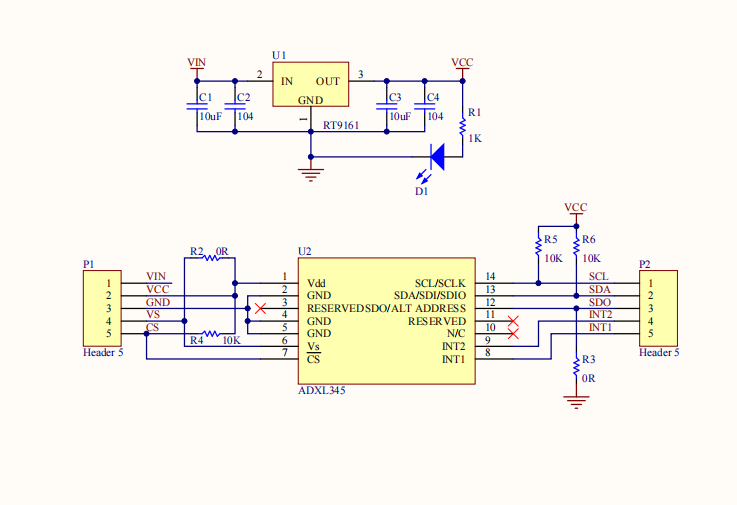 U1
VIN
VCC
2 IN OUT 3
C1 C2 GND C3 C4
10uF 104 1 RT9161 10uF 104
R1
1K
D1
VCC
R2 0R
U2
R5 R6
10K 10K
P1
P2
VIN
VCC
GND
VS
CS
1
2
3
4
5
Header 5
R4 10K
1 Vdd
2 GND
3 RESERVED
4 GND
5 GND
6 Vs
7 CS
SCL/SCLK 14
SDA/SDI/SDIO 13
SDO/ALT ADDRESS 12
RESERVED 11
N/C 10
INT2 9
INT1 8
ADXL345
SCL
SDA
SDO
INT2
INT1
1
2
3
4
5
Header 5
R3
0R